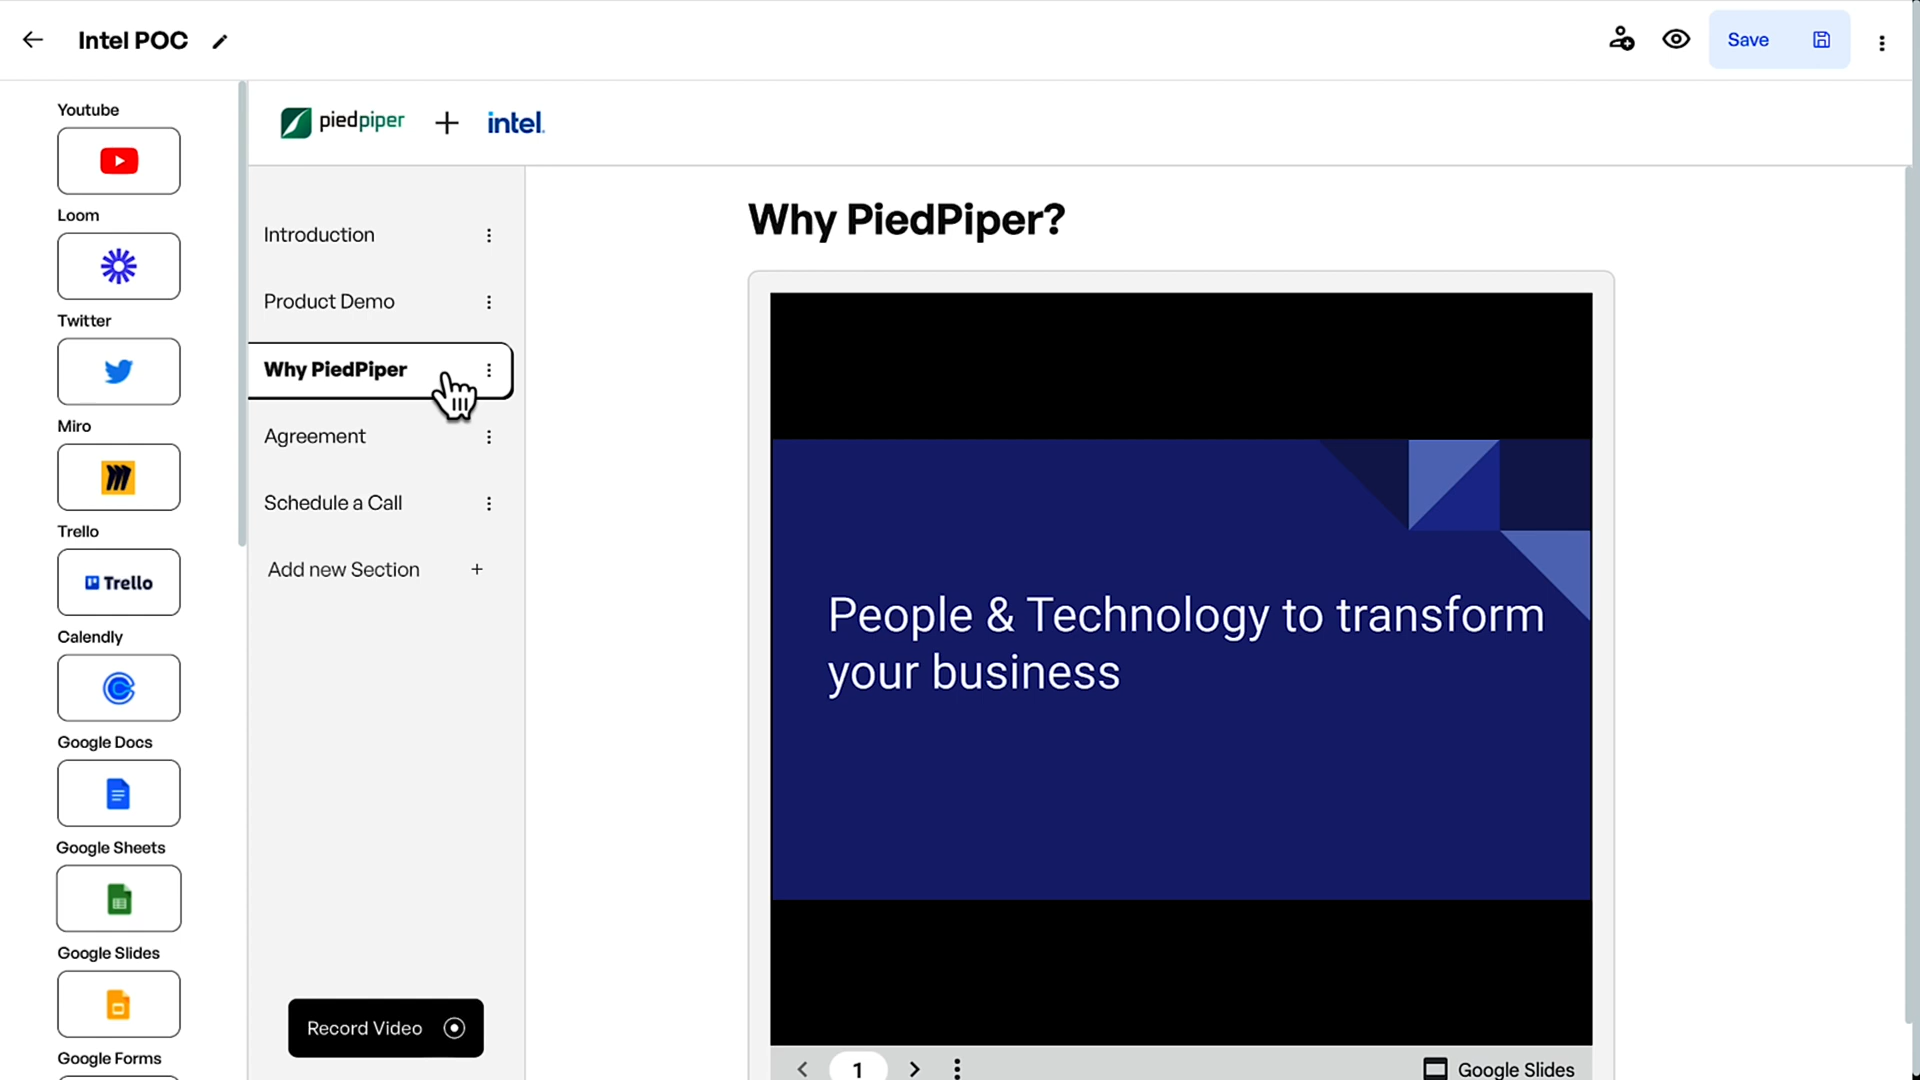 Intel POC
Save
Youtube
Loom
Twitter
Miro
Trello
Trello
Calendly
Google Docs
Google Sheets
Google Slides
Google Forms
piedpiper + intel.
Introduction
Product Demo
Why PiedPiper
Agreement
Schedule a Call
Add new Section +
Record Video
Why PiedPiper?
People & Technology to transform
your business
1
Google Slides